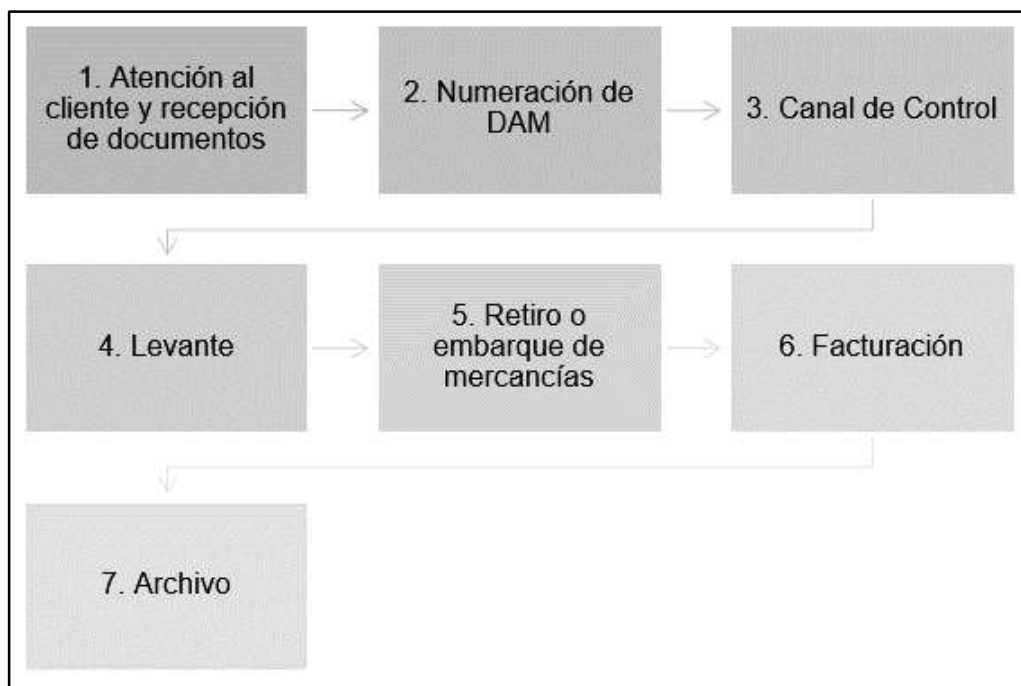 1. Atención al
cliente y recepción
de documentos
2. Numeración de
DAM
3. Canal de Control
4. Levante
5. Retiro o
embarque de
mercancías
6. Facturación
7. Archivo